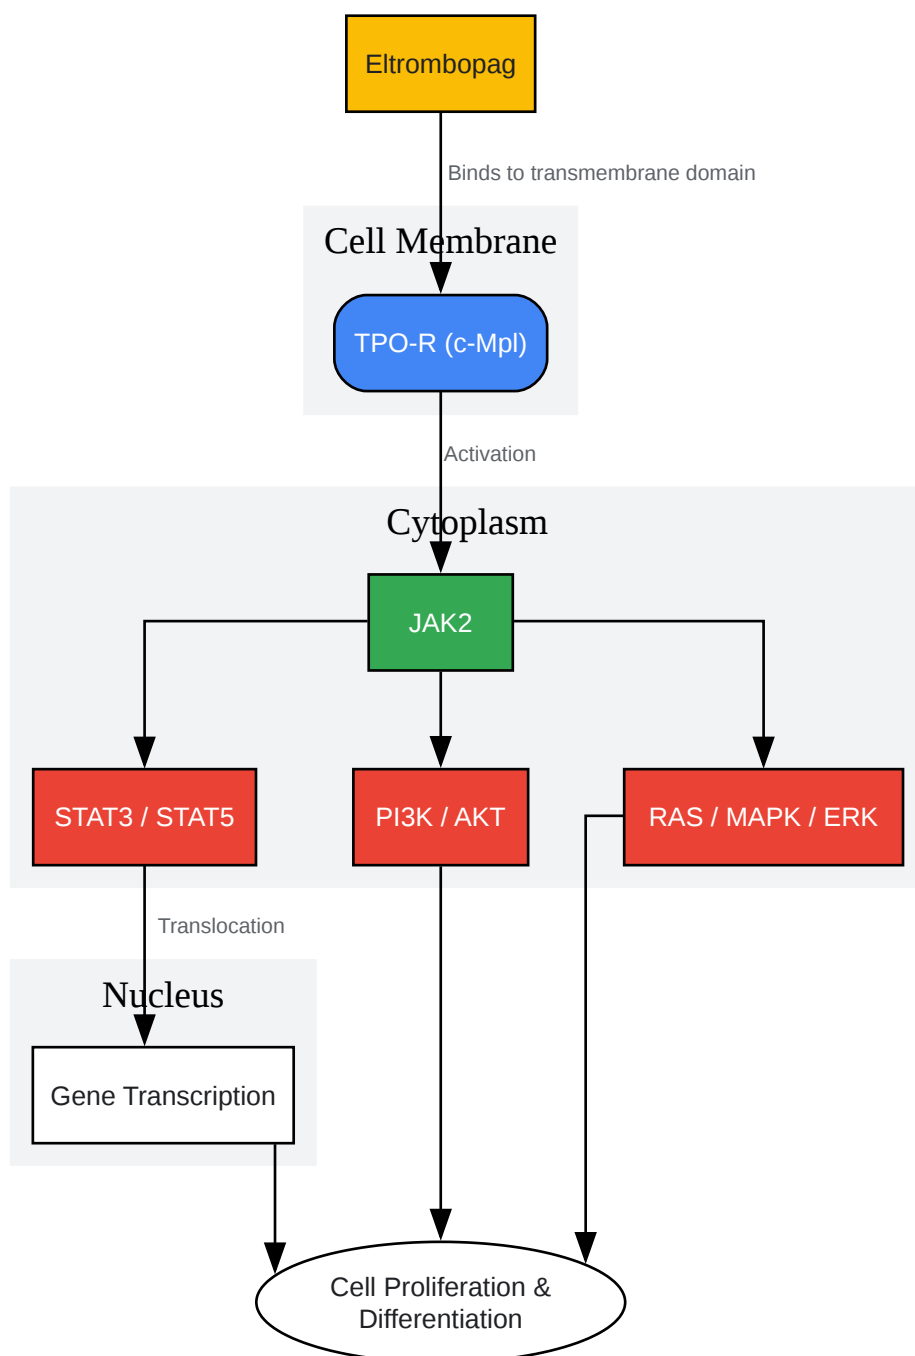 Eltrombopag
Binds to transmembrane domain
Cell Membrane
TPO-R (c-Mpl)
Activation
Cytoplasm
JAK2
STAT3 / STAT5
PI3K / AKT
RAS / MAPK / ERK
Translocation
Nucleus
Gene Transcription
Cell Proliferation &
Differentiation